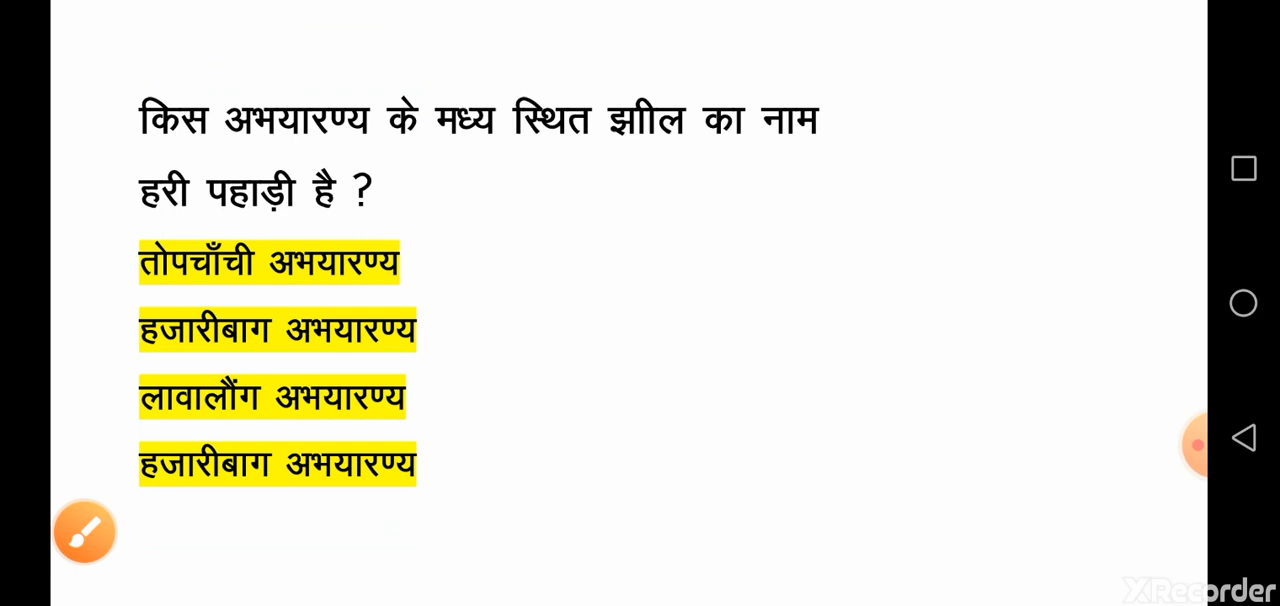 किस अभयारण्य के मध्य स्थित झाील का नाम
हरी पहाड़ी है ?
तोपचाँची अभयारण्य
हजारीबाग अभयारण्य
लावालौंग अभयारण्य
हजारीबाग अभयारण्य
XRecorder